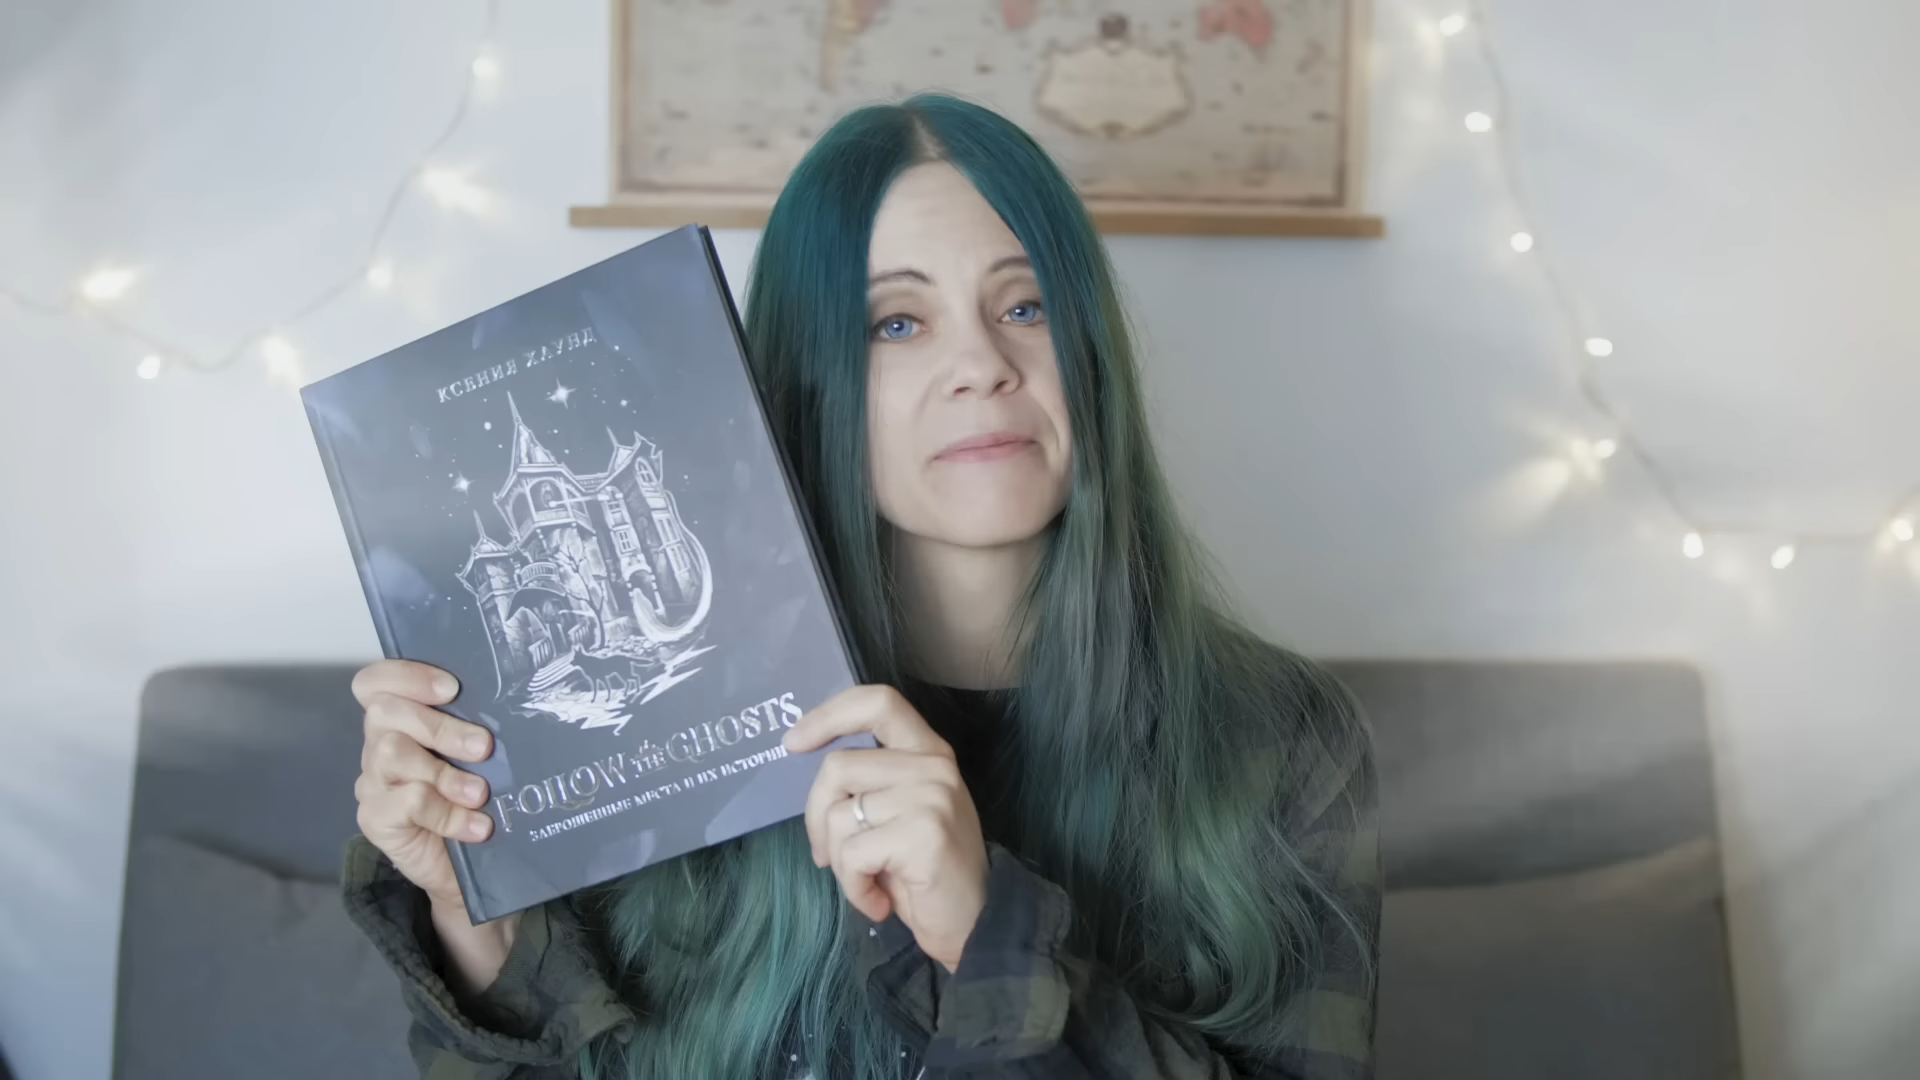 КСЕНИЯ ХАУНД
FOLLOW THE GHOSTS
ЗАБРОШЕННЫЕ МЕСТА И ИХ ИСТОРИИ